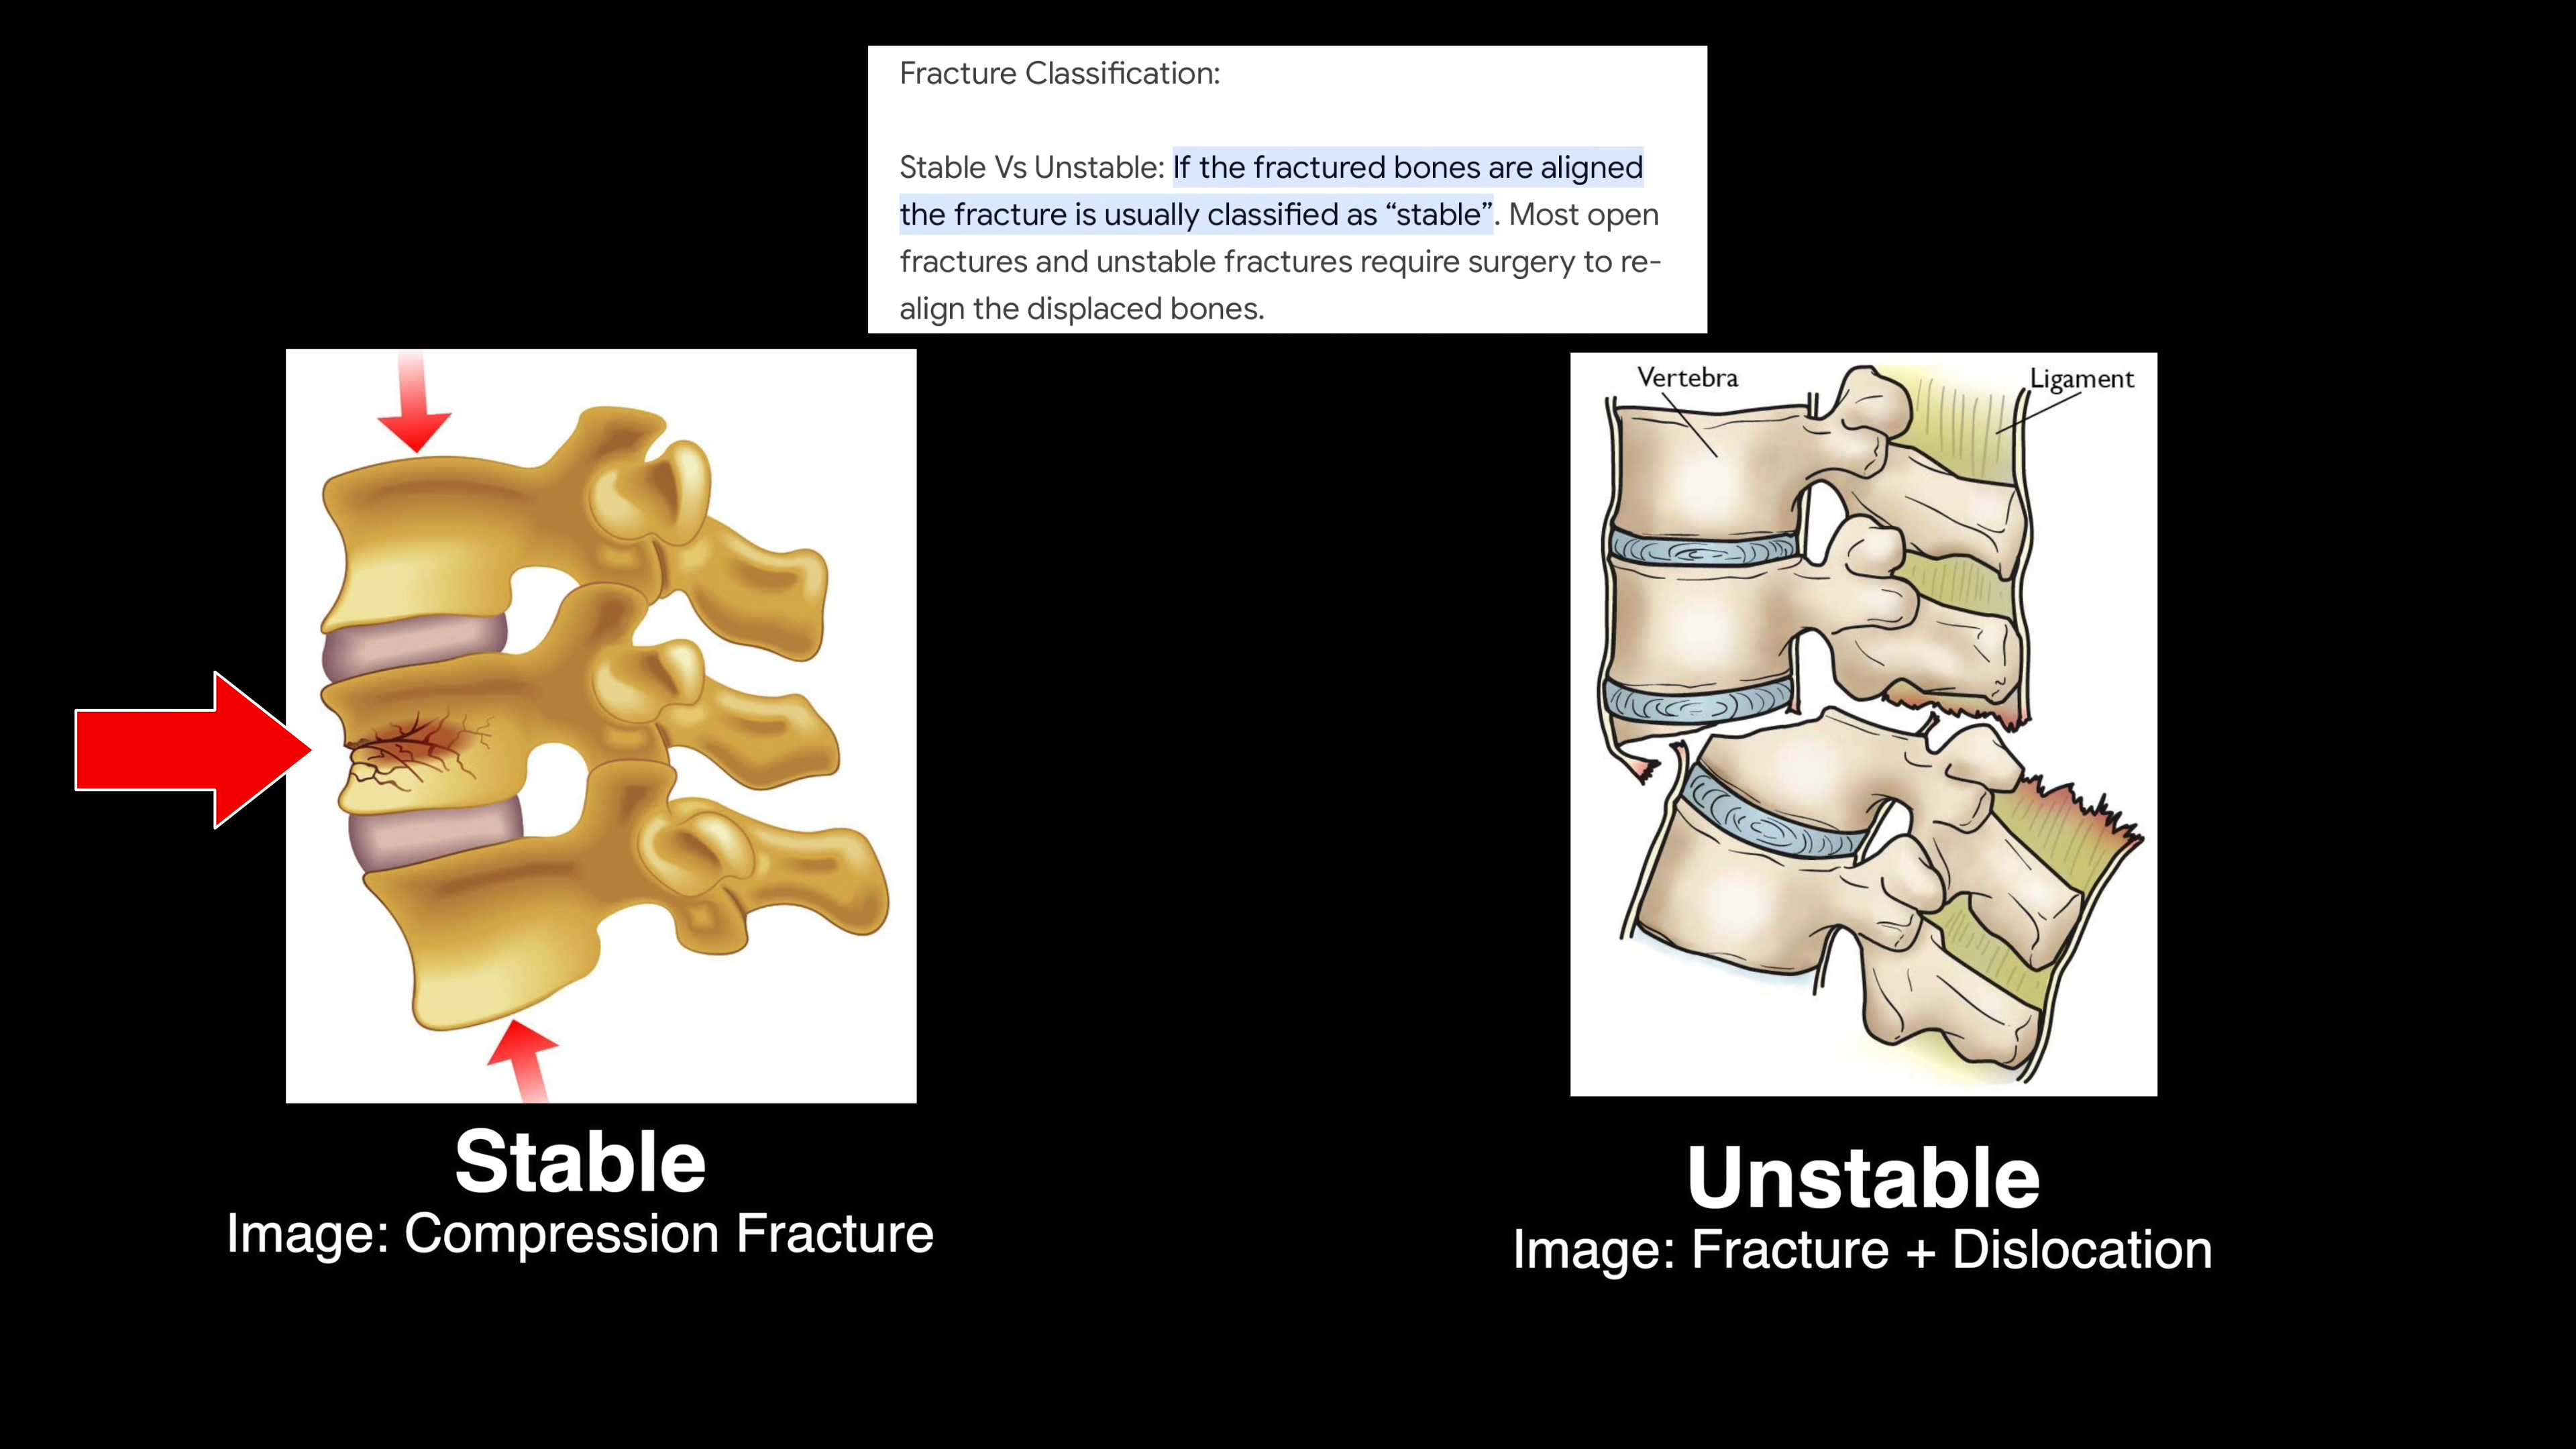 Fracture Classification:
Stable Vs Unstable: If the fractured bones are aligned
the fracture is usually classified as “stable”. Most open
fractures and unstable fractures require surgery to re-
align the displaced bones.
Vertebra
Ligament
Stable
Image: Compression Fracture
Unstable
Image: Fracture + Dislocation